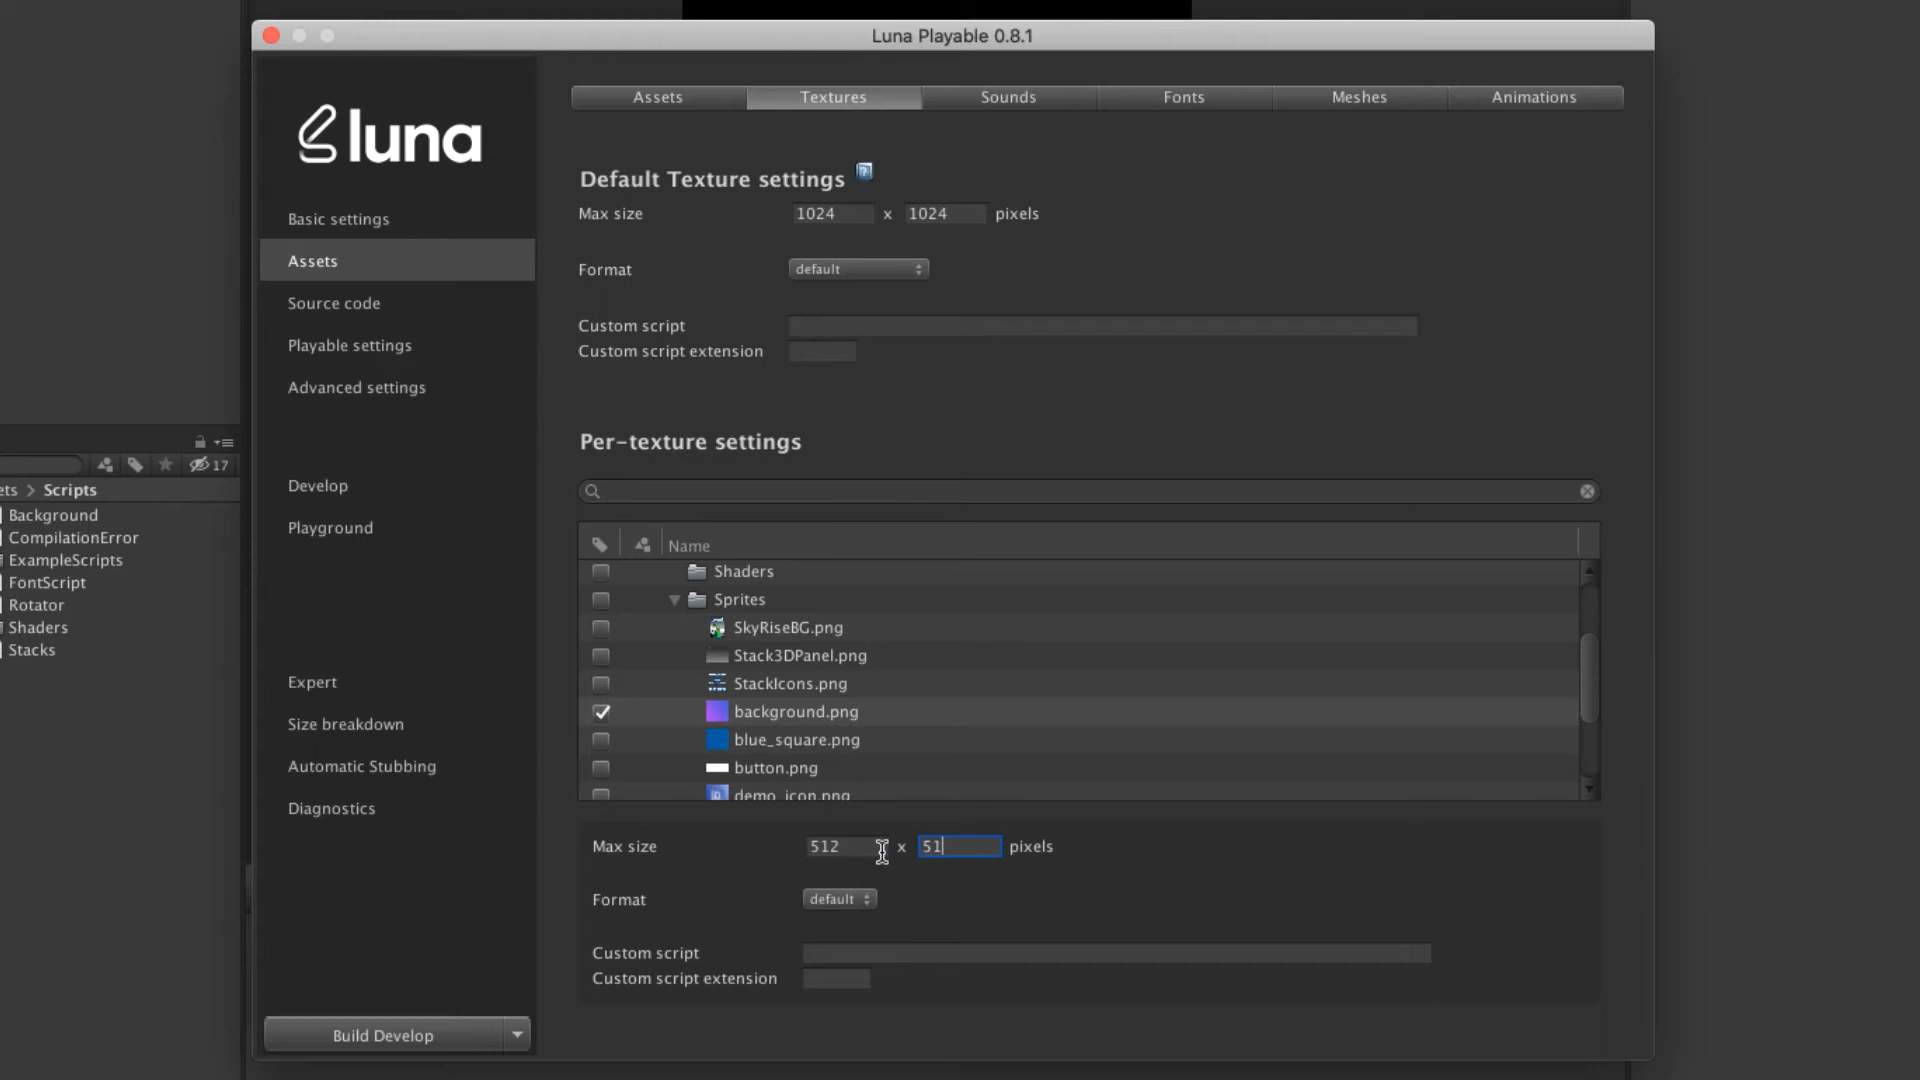 Luna Playable 0.8.1
luna
Basic settings
Assets
Source code
Playable settings
Advanced settings
Develop
Playground
Expert
Size breakdown
Automatic Stubbing
Diagnostics
Build Develop
Assets Textures Sounds Fonts Meshes Animations
Default Texture settings ?
Max size 1024 x 1024 pixels
Format default
Custom script
Custom script extension
Per-texture settings
Name
Shaders
Sprites
SkyRiseBG.png
Stack3DPanel.png
StackIcons.png
background.png
blue_square.png
button.png
demo_icon.png
Max size 512 x 51 pixels
Format default
Custom script
Custom script extension
17
ets > Scripts
Background
CompilationError
ExampleScripts
FontScript
Rotator
Shaders
Stacks